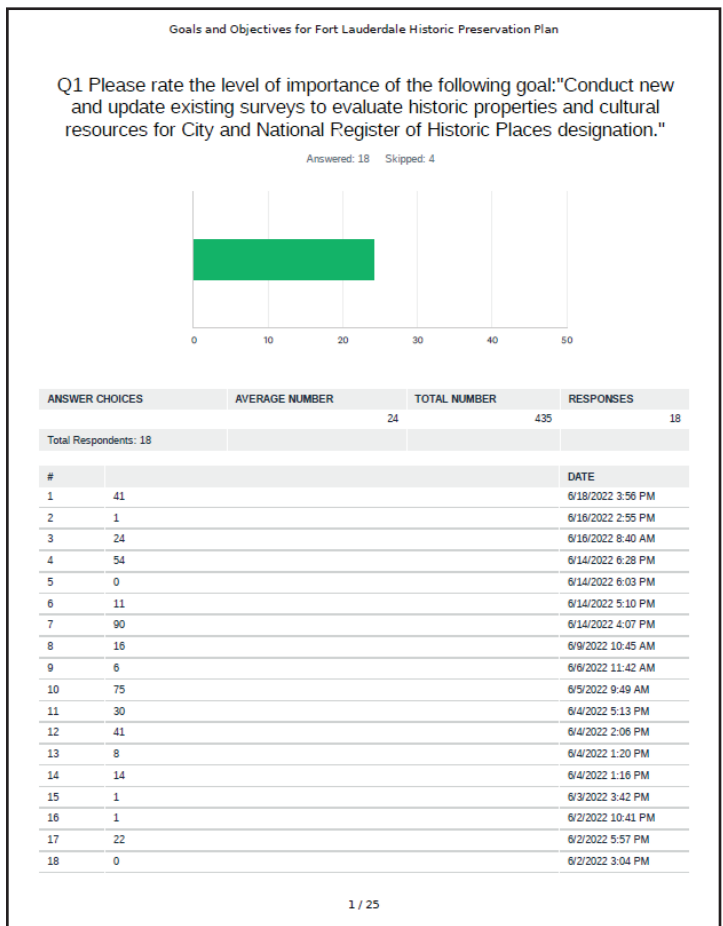 Goals and Objectives for Fort Lauderdale Historic Preservation Plan
Q1 Please rate the level of importance of the following goal:"Conduct new
and update existing surveys to evaluate historic properties and cultural
resources for City and National Register of Historic Places designation."
Answered: 18 Skipped: 4
0 10 20 30 40 50
ANSWER CHOICES AVERAGE NUMBER TOTAL NUMBER RESPONSES
24 435 18
Total Respondents: 18
# DATE
1 41 6/18/2022 3:56 PM
2 1 6/16/2022 2:55 PM
3 24 6/16/2022 8:40 AM
4 54 6/14/2022 6:28 PM
5 0 6/14/2022 6:03 PM
6 11 6/14/2022 5:10 PM
7 90 6/14/2022 4:07 PM
8 16 6/9/2022 10:45 AM
9 6 6/6/2022 11:42 AM
10 75 6/5/2022 9:49 AM
11 30 6/4/2022 5:13 PM
12 41 6/4/2022 2:06 PM
13 8 6/4/2022 1:20 PM
14 14 6/4/2022 1:16 PM
15 1 6/3/2022 3:42 PM
16 1 6/2/2022 10:41 PM
17 22 6/2/2022 5:57 PM
18 0 6/2/2022 3:04 PM
1 / 25